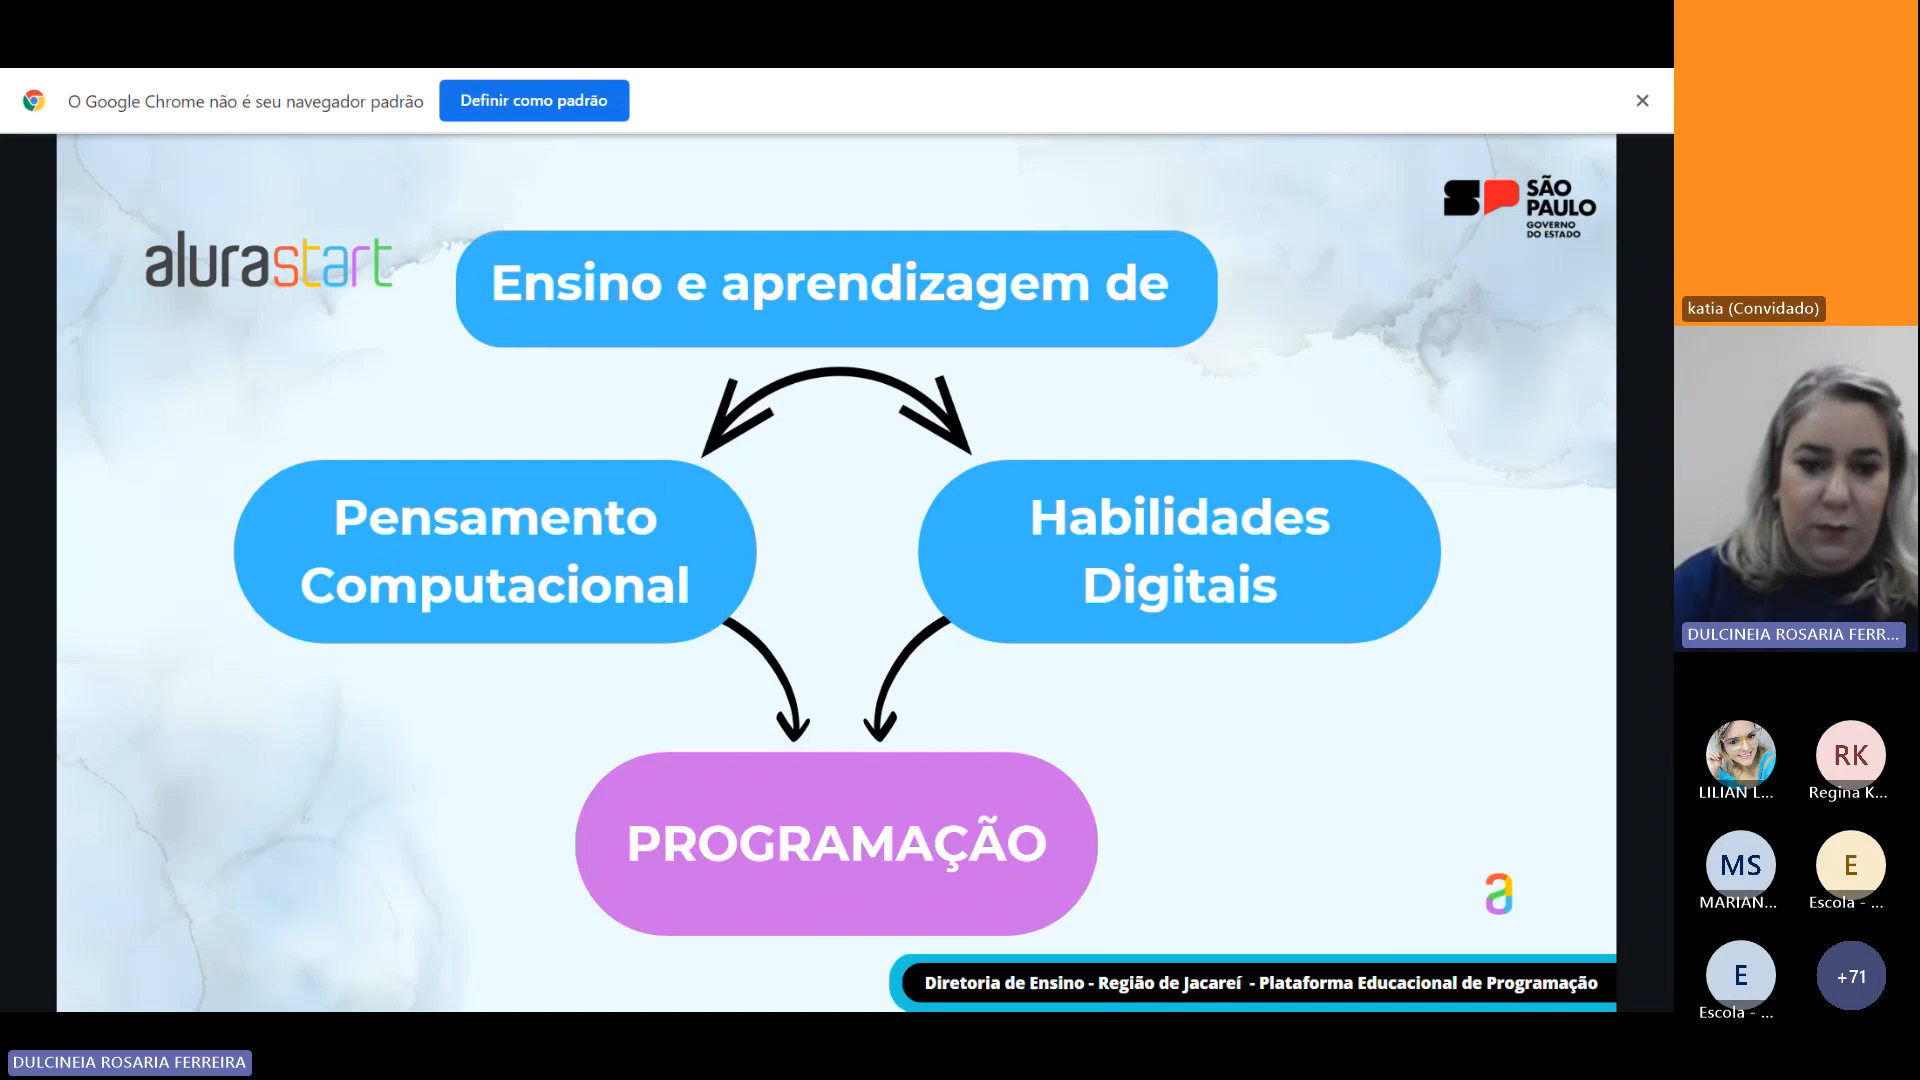 O Google Chrome não é seu navegador padrão
Definir como padrão
alurastart
SÃO
PAULO
GOVERNO
DO ESTADO
Ensino e aprendizagem de
Pensamento
Computacional
Habilidades
Digitais
PROGRAMAÇÃO
a
Diretoria de Ensino - Região de Jacareí - Plataforma Educacional de Programação
katia (Convidado)
DULCINEIA ROSARIA FERR...
LILIAN L...
RK
Regina K...
MS
MARIAN...
E
Escola - ...
E
Escola - ...
+71
DULCINEIA ROSARIA FERREIRA